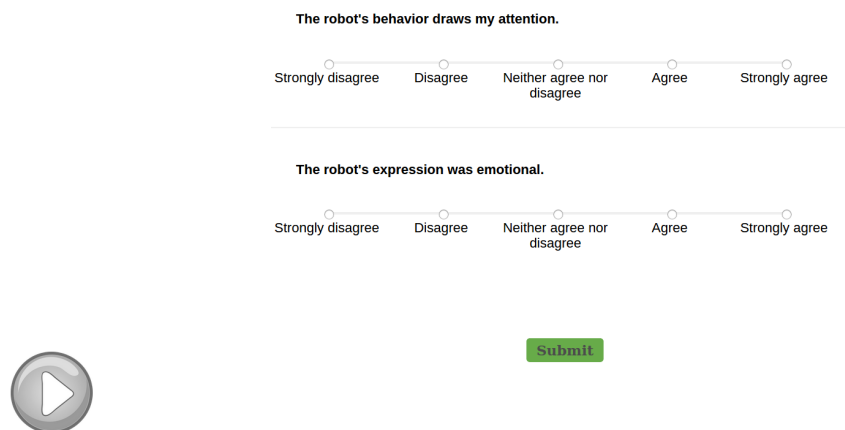 The robot's behavior draws my attention.
Strongly disagree Disagree Neither agree nor disagree Agree Strongly agree
The robot's expression was emotional.
Strongly disagree Disagree Neither agree nor disagree Agree Strongly agree
Submit